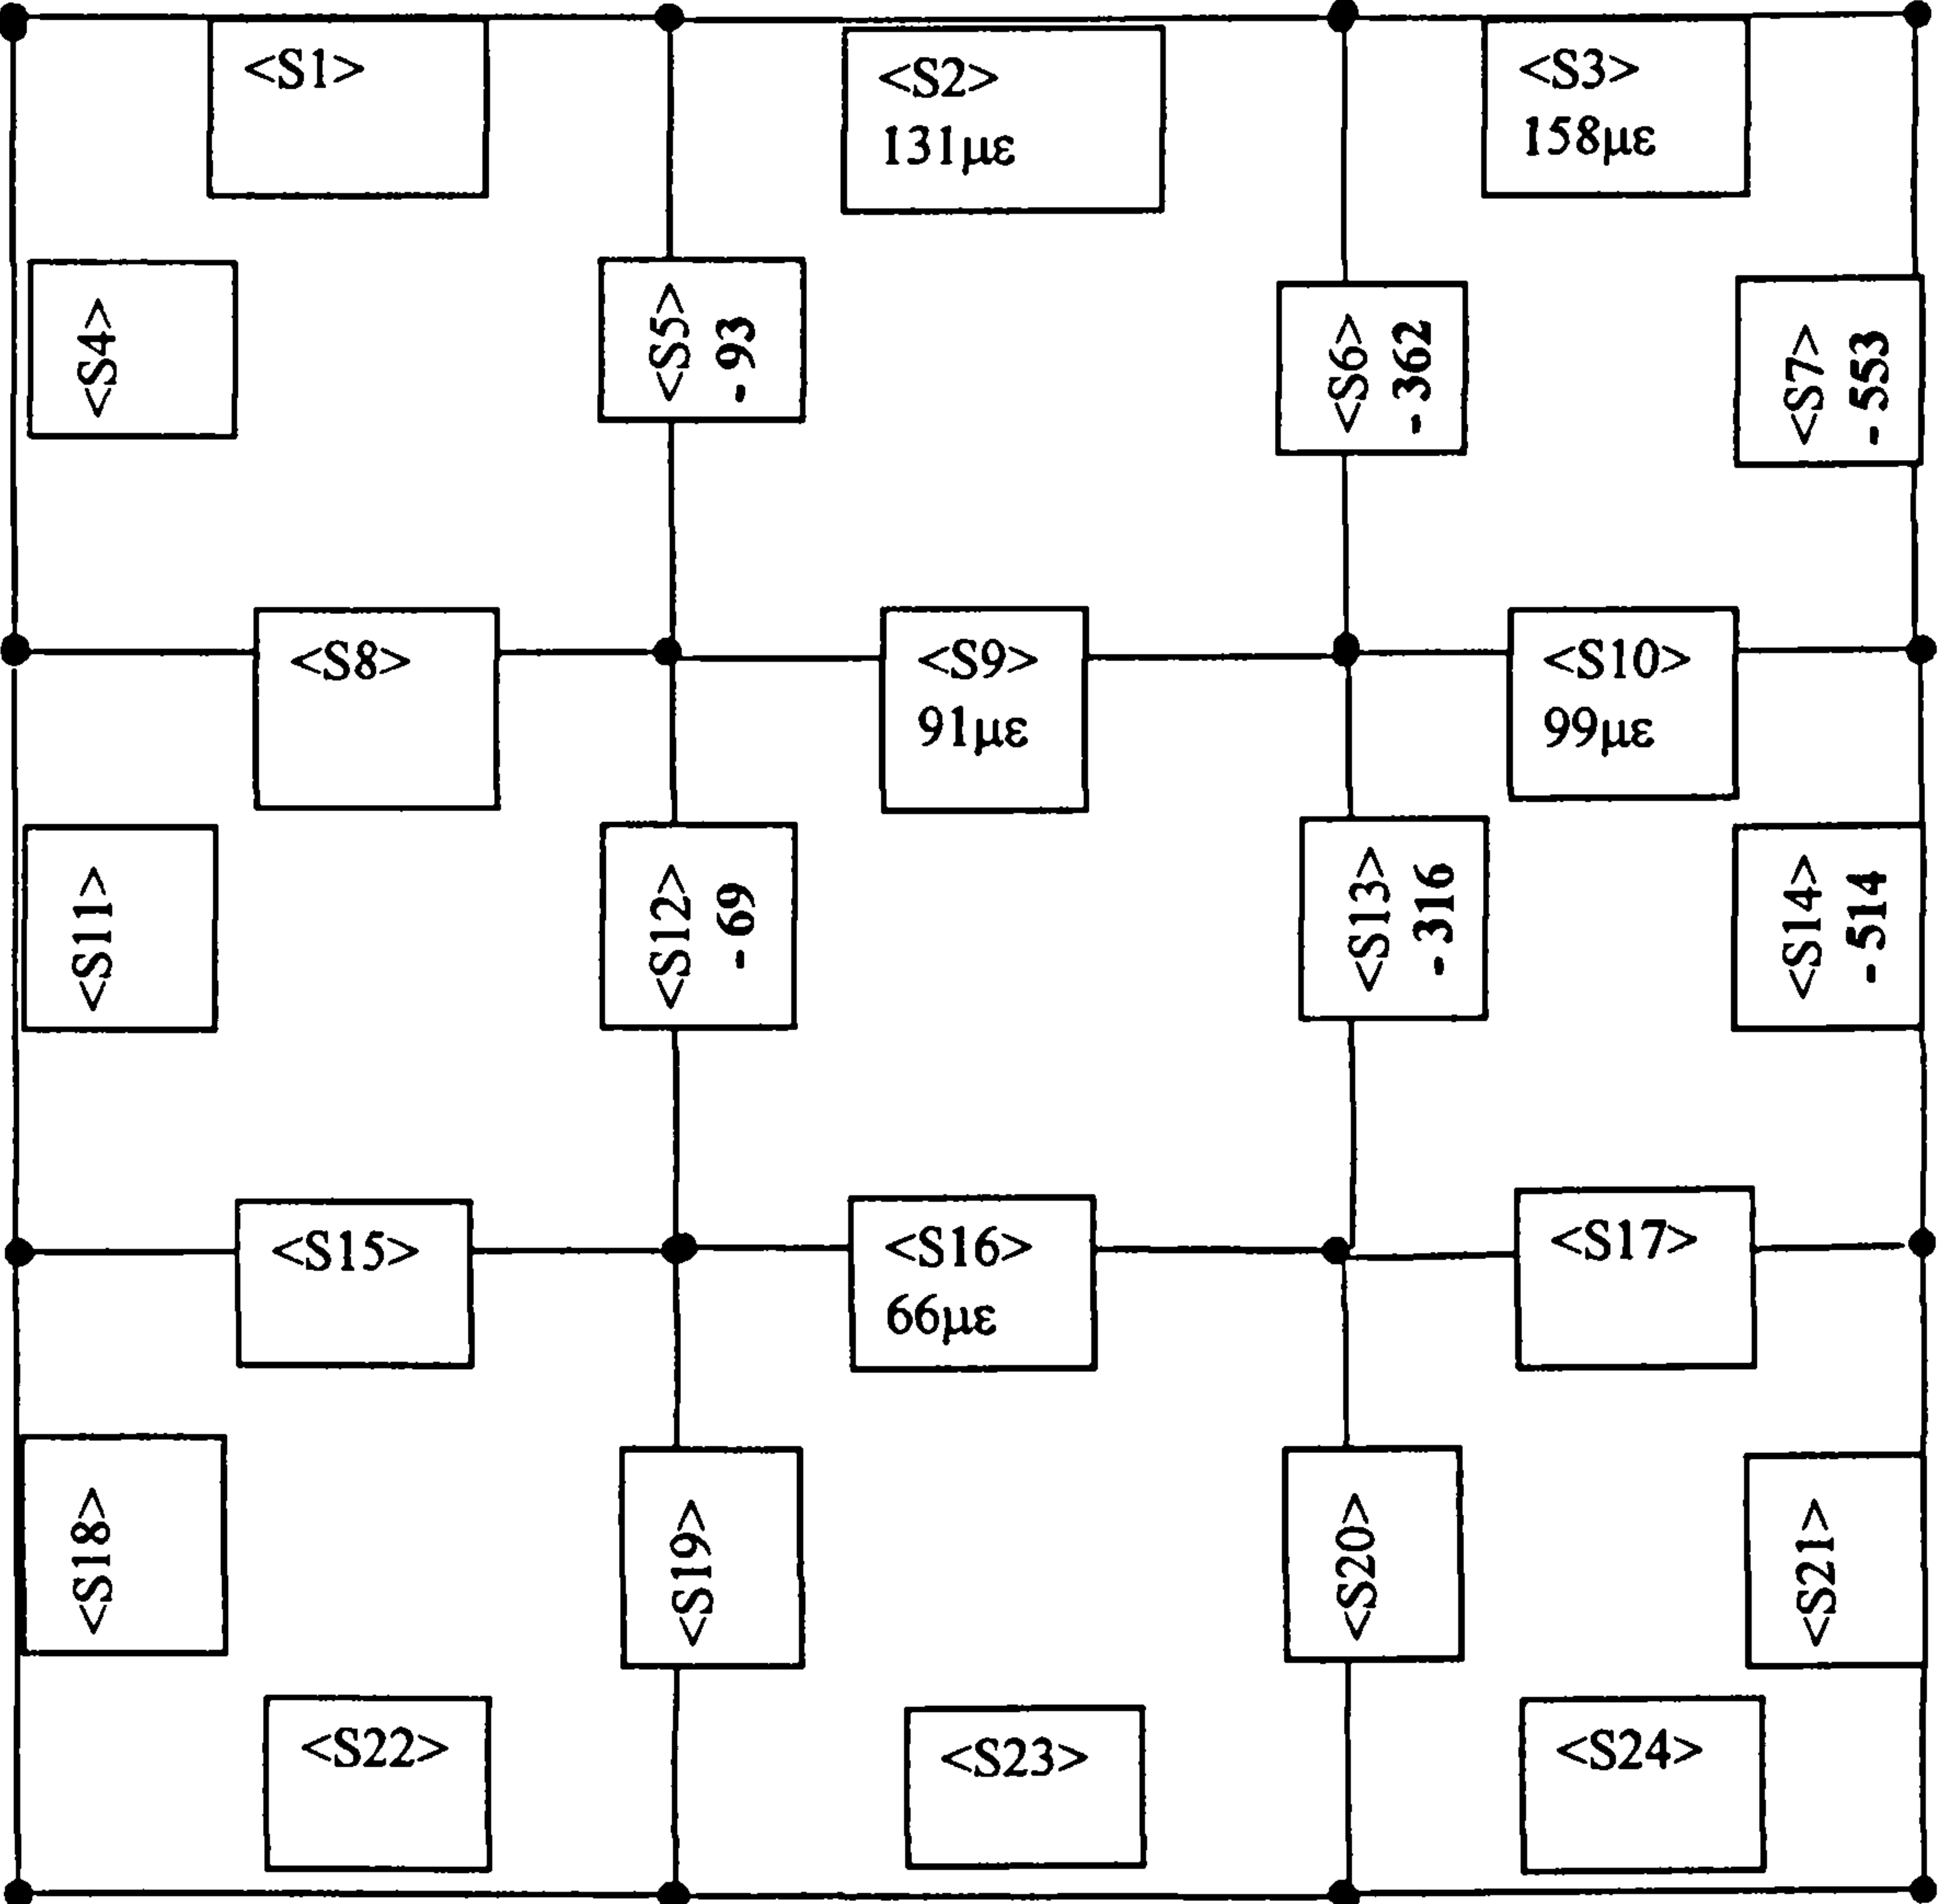 <S1>
<S2>
131με
<S3>
158με
<S4>
<S5>
- 93
<S6>
- 362
<S7>
- 553
<S8>
<S9>
91με
<S10>
99με
<S11>
<S12>
- 69
<S13>
- 316
<S14>
- 514
<S15>
<S16>
66με
<S17>
<S18>
<S19>
<S20>
<S21>
<S22>
<S23>
<S24>